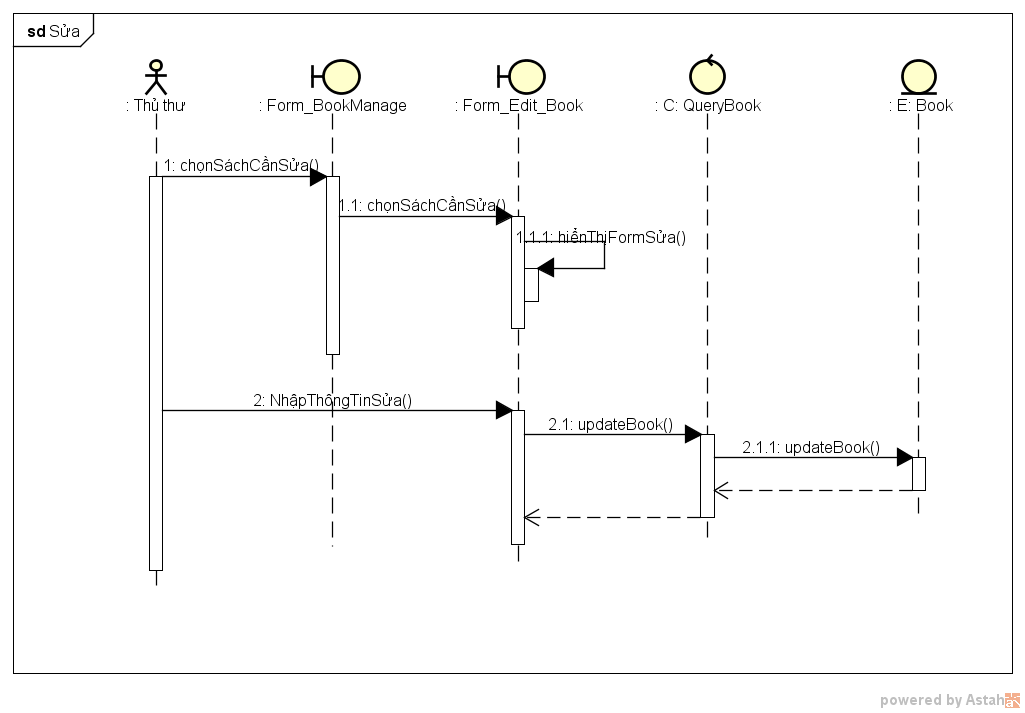 sd Sửa
: Thủ thư
: Form_BookManage
: Form_Edit_Book
: C: QueryBook
: E: Book
1: chọnSáchCầnSửa()
1.1: chọnSáchCầnSửa()
1.1.1: hiểnThịFormSửa()
2: NhậpThôngTinSửa()
2.1: updateBook()
2.1.1: updateBook()
powered by Astah